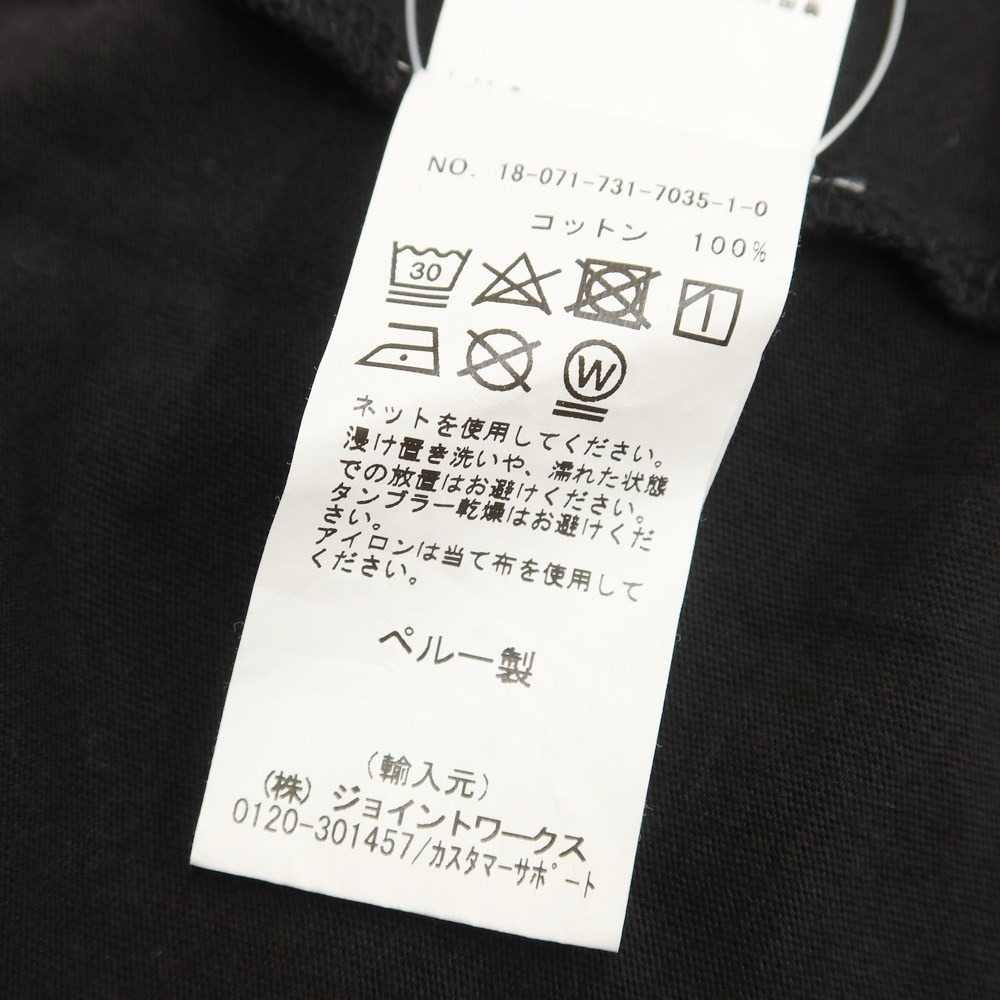 NO. 18-071-731-7035-1-0
コットン 100%
30
W
ネットを使用してください。
浸け置き洗いや、濡れた状態
での放置はお避けください。
タンブラー乾燥はお避けくだ
さい。
アイロンは当て布を使用して
ください。
ペルー製
(輸入元)
(株) ジョイントワークス
0120-301457/カスタマーサポート